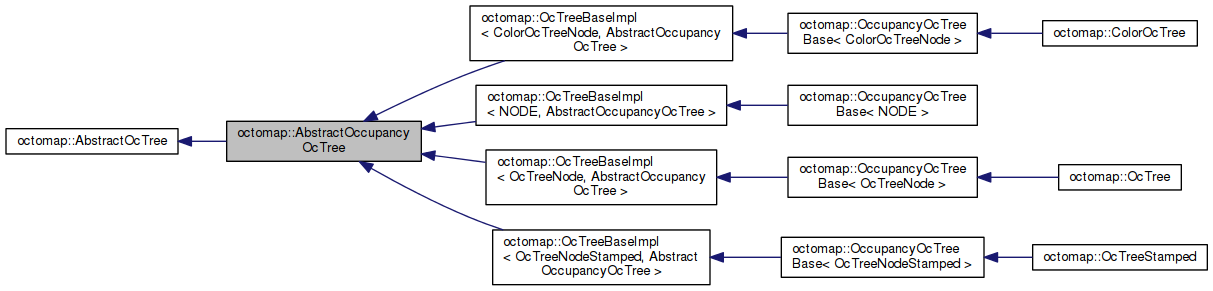 octomap::AbstractOcTree
octomap::AbstractOccupancy
OcTree
octomap::OcTreeBaseImpl
< ColorOcTreeNode, AbstractOccupancy
OcTree >
octomap::OccupancyOcTree
Base< ColorOcTreeNode >
octomap::ColorOcTree
octomap::OcTreeBaseImpl
< NODE, AbstractOccupancyOcTree >
octomap::OccupancyOcTree
Base< NODE >
octomap::OcTreeBaseImpl
< OcTreeNode, AbstractOccupancy
OcTree >
octomap::OccupancyOcTree
Base< OcTreeNode >
octomap::OcTree
octomap::OcTreeBaseImpl
< OcTreeNodeStamped, Abstract
OccupancyOcTree >
octomap::OccupancyOcTree
Base< OcTreeNodeStamped >
octomap::OcTreeStamped